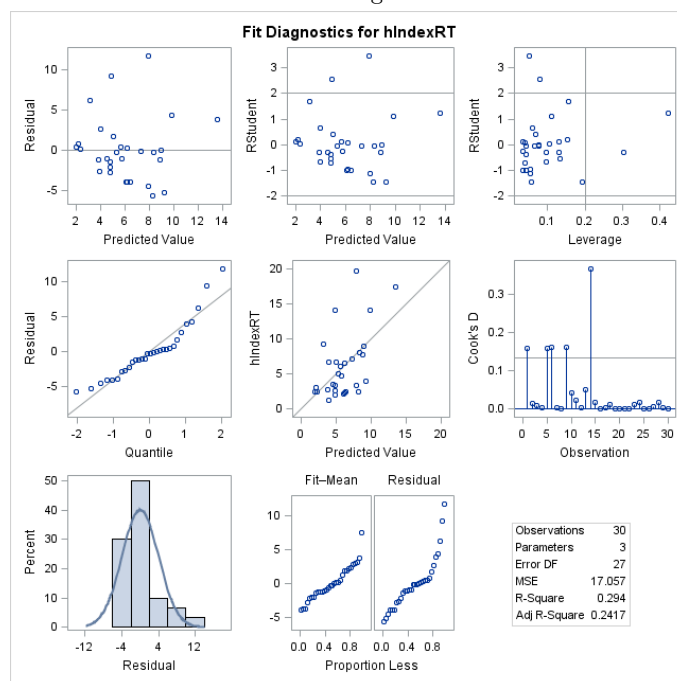 Fit Diagnostics for hIndexRT
Residual
10
5
0
-5
2 4 6 8 10 12 14
Predicted Value
RStudent
3
2
1
0
-1
-2
2 4 6 8 10 12 14
Predicted Value
RStudent
3
2
1
0
-1
-2
0.1 0.2 0.3 0.4
Leverage
Residual
10
5
0
-5
-2 -1 0 1 2
Quantile
hIndexRT
20
15
10
5
0
0 5 10 15 20
Predicted Value
Cook's D
0.3
0.2
0.1
0.0
0 5 10 15 20 25 30
Observation
Percent
50
40
30
20
10
0
-12 -4 4 12
Residual
Fit–Mean Residual
10
5
0
-5
0.0 0.4 0.8 0.0 0.4 0.8
Proportion Less
Observations 30
Parameters 3
Error DF 27
MSE 17.057
R-Square 0.294
Adj R-Square 0.2417